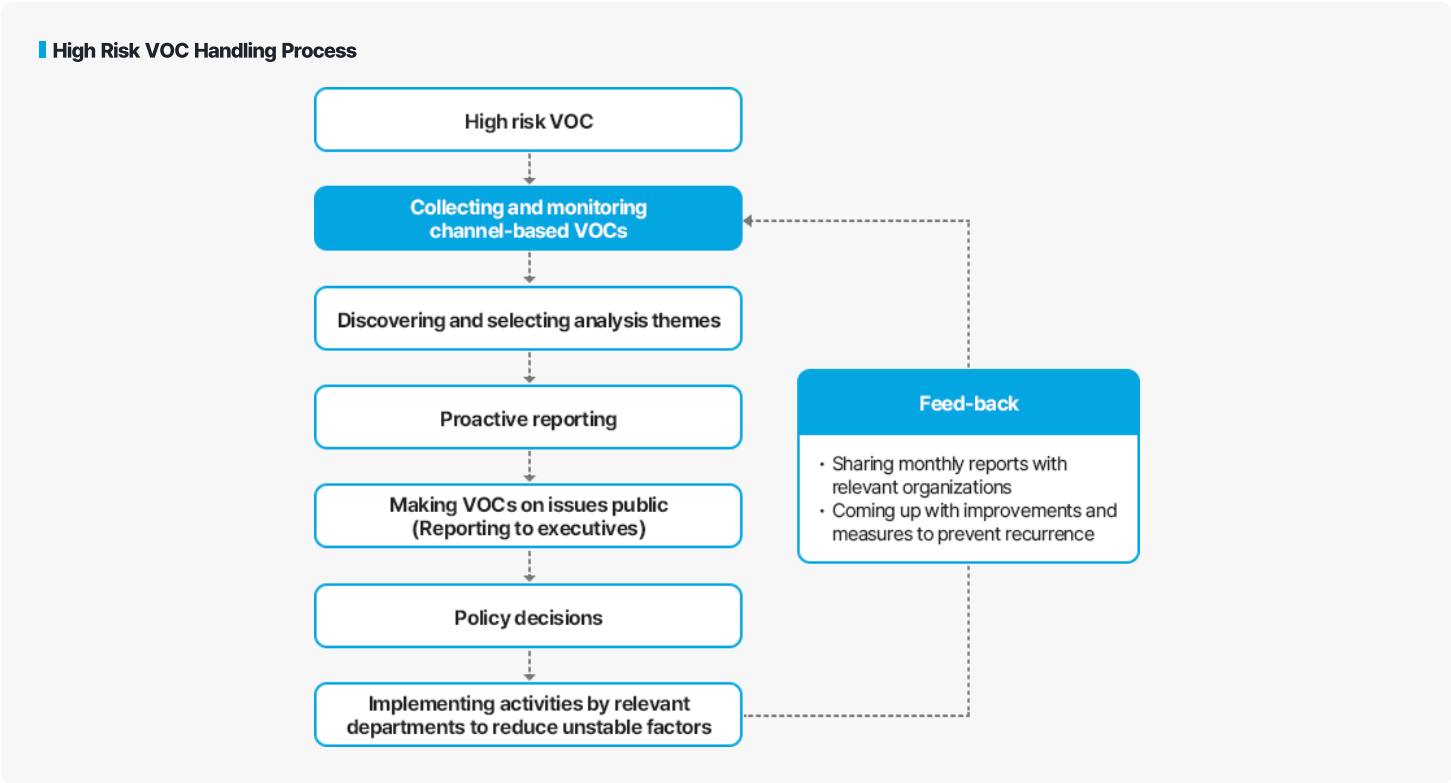 High Risk VOC Handling Process
High risk VOC
Collecting and monitoring
channel-based VOCs
Discovering and selecting analysis themes
Proactive reporting
Making VOCs on issues public
(Reporting to executives)
Policy decisions
Implementing activities by relevant
departments to reduce unstable factors
Feed-back
· Sharing monthly reports with
relevant organizations
· Coming up with improvements and
measures to prevent recurrence